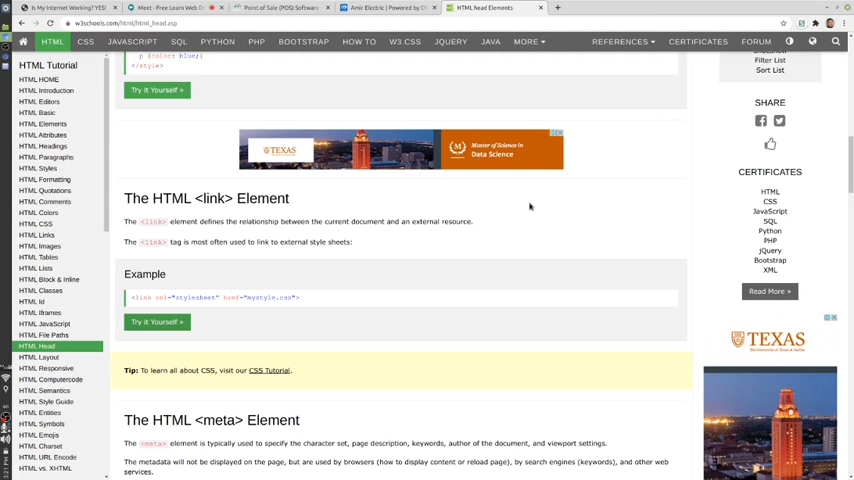 Is My Internet Working? YES!
Meet - Free Learn Web D
Point of Sale (POS) Software
Amir Electric | Powered by O
HTML head Elements
w3schools.com/html/html_head.asp
HTML CSS JAVASCRIPT SQL PYTHON PHP BOOTSTRAP HOW TO W3.CSS JQUERY JAVA MORE REFERENCES CERTIFICATES FORUM
HTML Tutorial
HTML HOME
HTML Introduction
HTML Editors
HTML Basic
HTML Elements
HTML Attributes
HTML Headings
HTML Paragraphs
HTML Styles
HTML Formatting
HTML Quotations
HTML Comments
HTML Colors
HTML CSS
HTML Links
HTML Images
HTML Tables
HTML Lists
HTML Block & Inline
HTML Classes
HTML Id
HTML Iframes
HTML JavaScript
HTML File Paths
HTML Head
HTML Layout
HTML Responsive
HTML Computercode
HTML Semantics
HTML Style Guide
HTML Entities
HTML Symbols
HTML Emojis
HTML Charset
HTML URL Encode
HTML vs. XHTML
p {color: blue;}
</style>
Try it Yourself »
TEXAS
Master of Science in
Data Science
The HTML <link> Element
The <link> element defines the relationship between the current document and an external resource.
The <link> tag is most often used to link to external style sheets:
Example
<link rel="stylesheet" href="mystyle.css">
Try it Yourself »
Tip: To learn all about CSS, visit our CSS Tutorial.
The HTML <meta> Element
The <meta> element is typically used to specify the character set, page description, keywords, author of the document, and viewport settings.
The metadata will not be displayed on the page, but are used by browsers (how to display content or reload page), by search engines (keywords), and other web
services.
Slideshow
Filter List
Sort List
SHARE
CERTIFICATES
HTML
CSS
JavaScript
SQL
Python
PHP
jQuery
Bootstrap
XML
Read More »
TEXAS
The University of Texas at Austin
3:21 PM